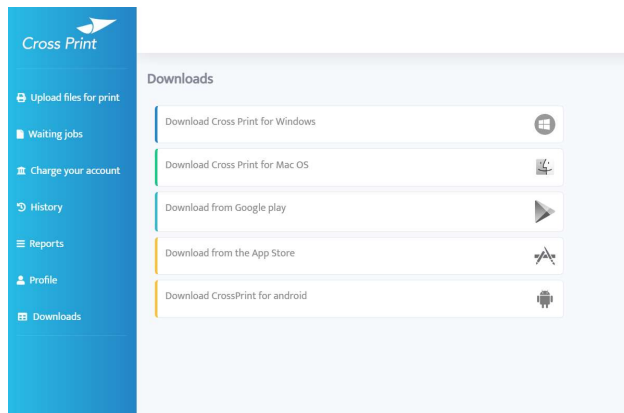 Cross Print
Upload files for print
Waiting jobs
Charge your account
History
Reports
Profile
Downloads
Downloads
Download Cross Print for Windows
Download Cross Print for Mac OS
Download from Google play
Download from the App Store
Download CrossPrint for android